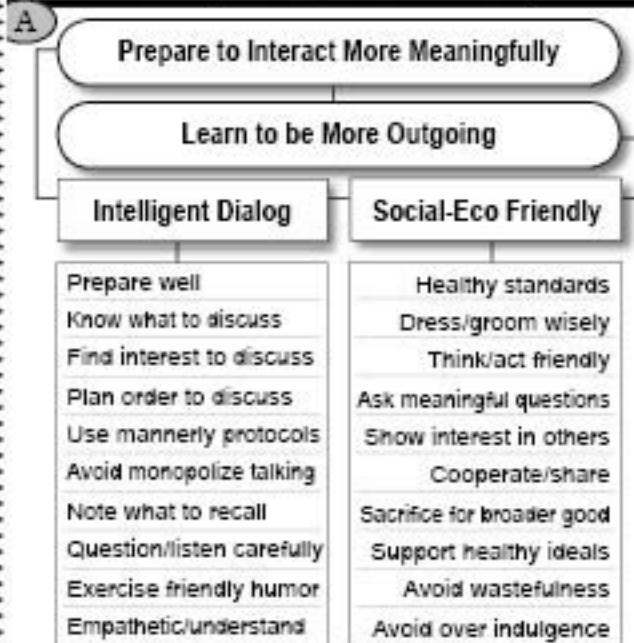 A
Prepare to Interact More Meaningfully
Learn to be More Outgoing
Intelligent Dialog
Prepare well
Know what to discuss
Find interest to discuss
Plan order to discuss
Use mannerly protocols
Avoid monopolize talking
Note what to recall
Question/listen carefully
Exercise friendly humor
Empathetic/understand
Social-Eco Friendly
Healthy standards
Dress/groom wisely
Think/act friendly
Ask meaningful questions
Show interest in others
Cooperate/share
Sacrifice for broader good
Support healthy ideals
Avoid wastefulness
Avoid over indulgence